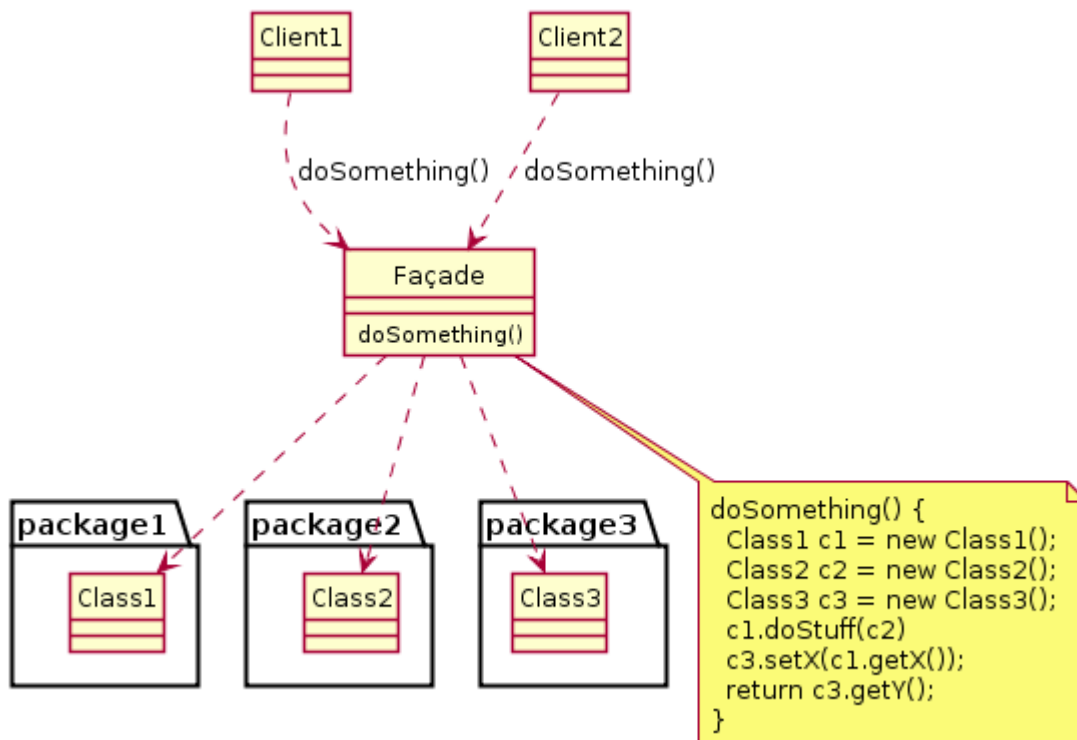 Client1
Client2
doSomething()
doSomething()
Façade
doSomething()
package1
package2
package3
Class1
Class2
Class3
doSomething() {
Class1 c1 = new Class1();
Class2 c2 = new Class2();
Class3 c3 = new Class3();
c1.doStuff(c2)
c3.setX(c1.getX());
return c3.getY();
}